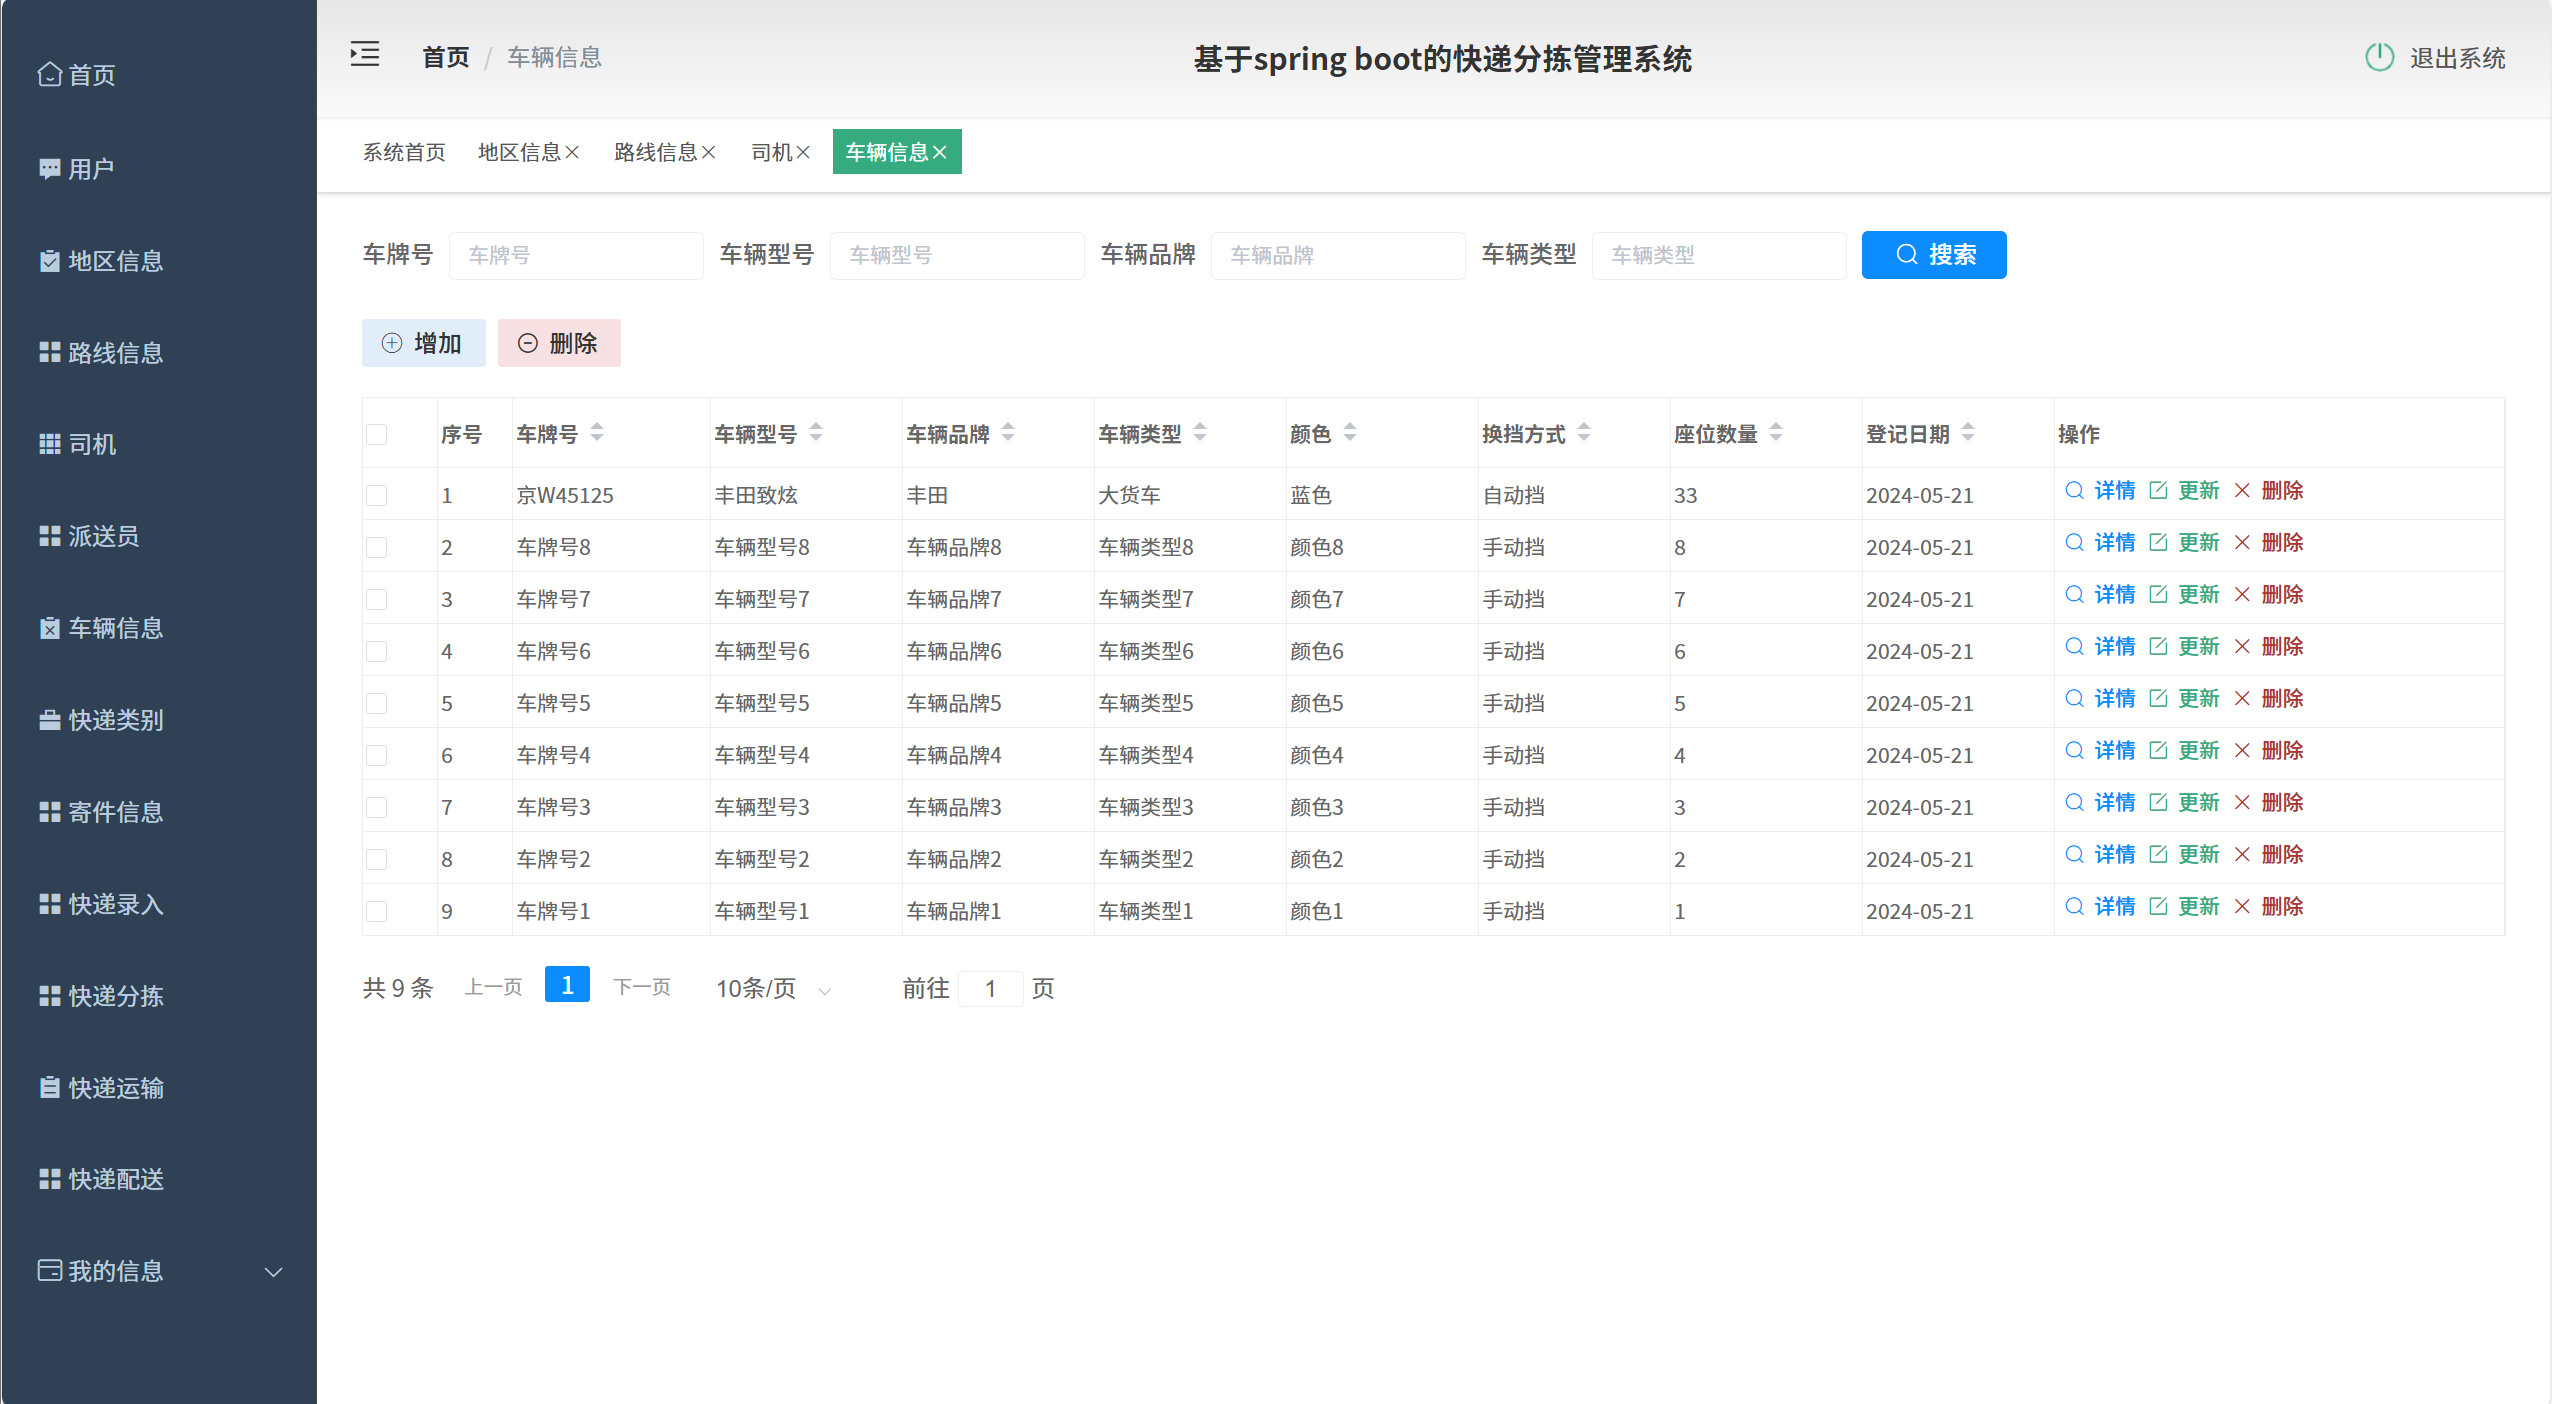 首页
用户
地区信息
路线信息
司机
派送员
车辆信息
快递类别
寄件信息
快递录入
快递分拣
快递运输
快递配送
我的信息
首页 / 车辆信息
基于spring boot的快递分拣管理系统
退出系统
系统首页 地区信息 路线信息 司机 车辆信息
车牌号 车牌号 车辆型号 车辆型号 车辆品牌 车辆品牌 车辆类型 车辆类型 搜索
增加 删除
序号 车牌号 车辆型号 车辆品牌 车辆类型 颜色 换挡方式 座位数量 登记日期 操作
1 京W45125 丰田致炫 丰田 大货车 蓝色 自动挡 33 2024-05-21 详情 更新 删除
2 车牌号8 车辆型号8 车辆品牌8 车辆类型8 颜色8 手动挡 8 2024-05-21 详情 更新 删除
3 车牌号7 车辆型号7 车辆品牌7 车辆类型7 颜色7 手动挡 7 2024-05-21 详情 更新 删除
4 车牌号6 车辆型号6 车辆品牌6 车辆类型6 颜色6 手动挡 6 2024-05-21 详情 更新 删除
5 车牌号5 车辆型号5 车辆品牌5 车辆类型5 颜色5 手动挡 5 2024-05-21 详情 更新 删除
6 车牌号4 车辆型号4 车辆品牌4 车辆类型4 颜色4 手动挡 4 2024-05-21 详情 更新 删除
7 车牌号3 车辆型号3 车辆品牌3 车辆类型3 颜色3 手动挡 3 2024-05-21 详情 更新 删除
8 车牌号2 车辆型号2 车辆品牌2 车辆类型2 颜色2 手动挡 2 2024-05-21 详情 更新 删除
9 车牌号1 车辆型号1 车辆品牌1 车辆类型1 颜色1 手动挡 1 2024-05-21 详情 更新 删除
共 9 条 上一页 1 下一页 10条/页 前往 1 页